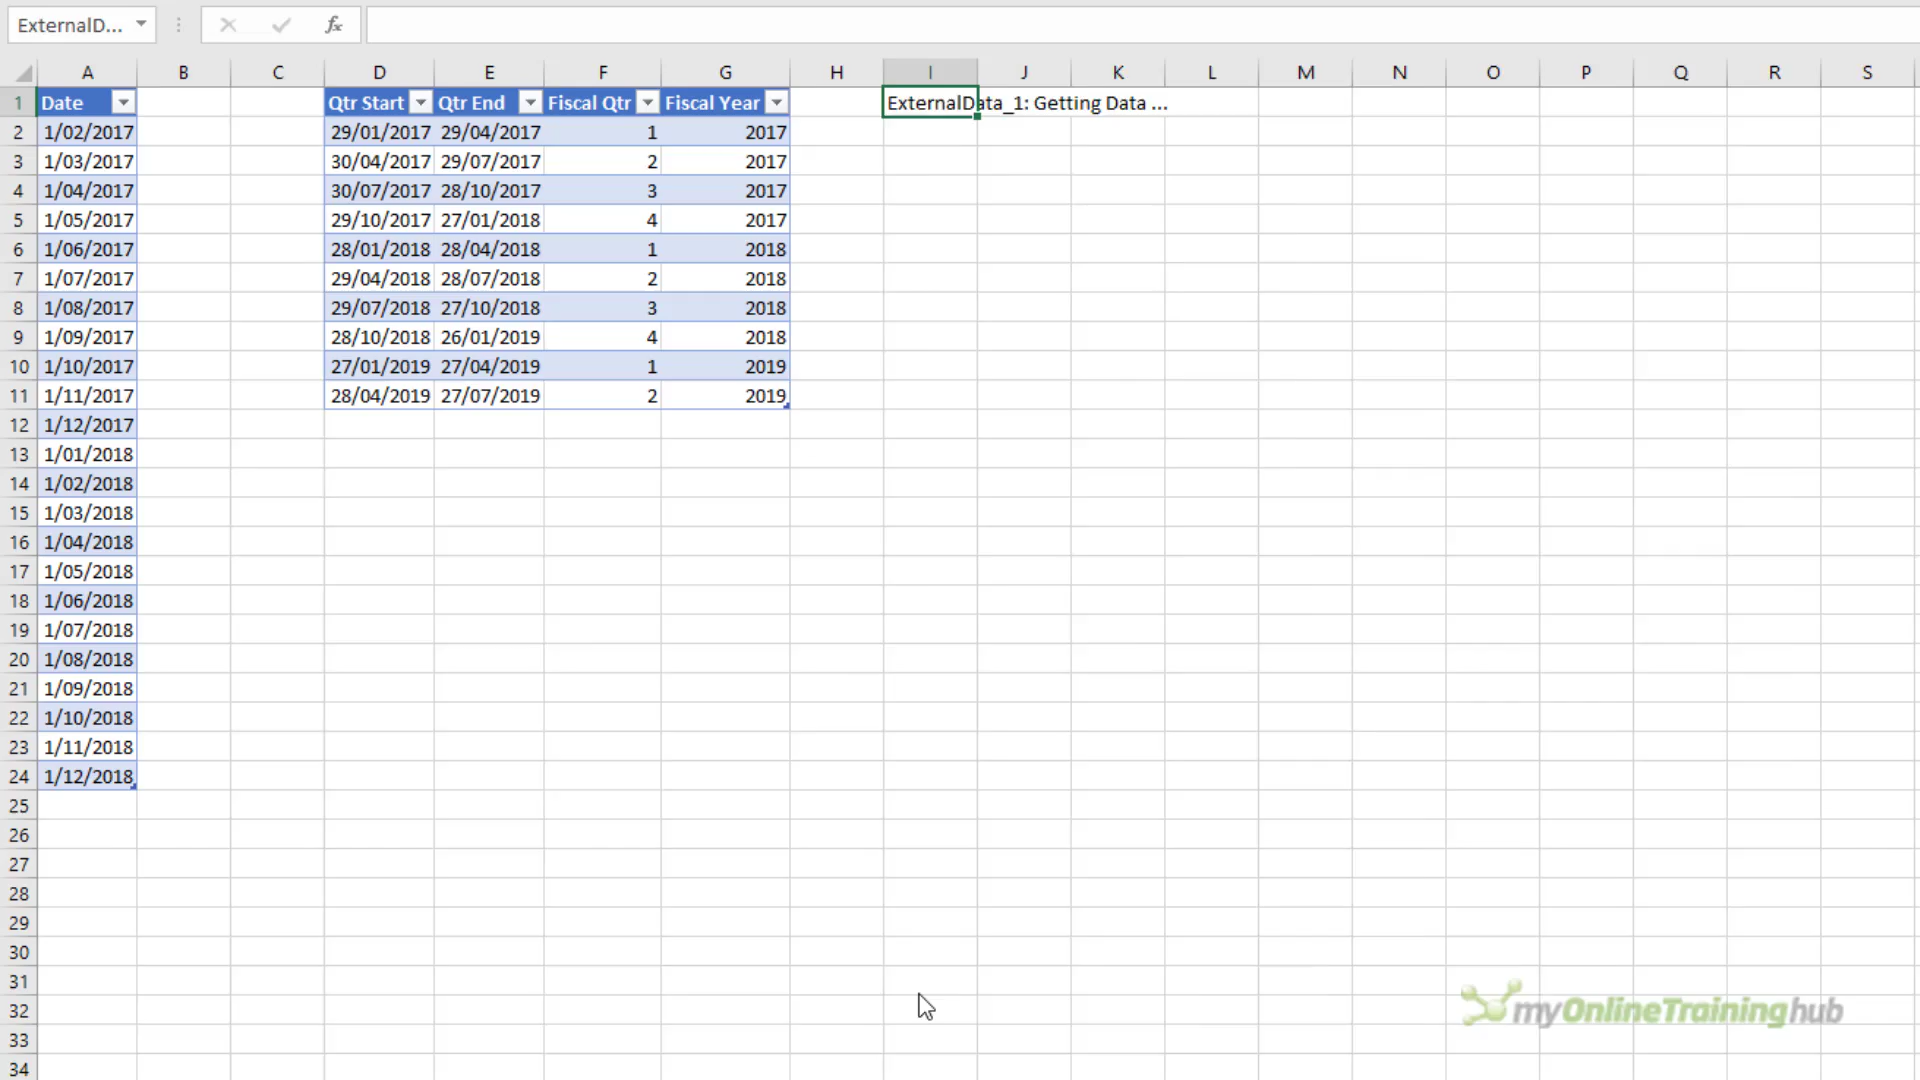 ExternalD...
fx
A B C D E F G H I J K L M N O P Q R S
1 Date Qtr Start Qtr End Fiscal Qtr Fiscal Year ExternalData_1: Getting Data ...
2 1/02/2017 29/01/2017 29/04/2017 1 2017
3 1/03/2017 30/04/2017 29/07/2017 2 2017
4 1/04/2017 30/07/2017 28/10/2017 3 2017
5 1/05/2017 29/10/2017 27/01/2018 4 2017
6 1/06/2017 28/01/2018 28/04/2018 1 2018
7 1/07/2017 29/04/2018 28/07/2018 2 2018
8 1/08/2017 29/07/2018 27/10/2018 3 2018
9 1/09/2017 28/10/2018 26/01/2019 4 2018
10 1/10/2017 27/01/2019 27/04/2019 1 2019
11 1/11/2017 28/04/2019 27/07/2019 2 2019
12 1/12/2017
13 1/01/2018
14 1/02/2018
15 1/03/2018
16 1/04/2018
17 1/05/2018
18 1/06/2018
19 1/07/2018
20 1/08/2018
21 1/09/2018
22 1/10/2018
23 1/11/2018
24 1/12/2018
25
26
27
28
29
30
31
32 myOnlineTraininghub
33
34